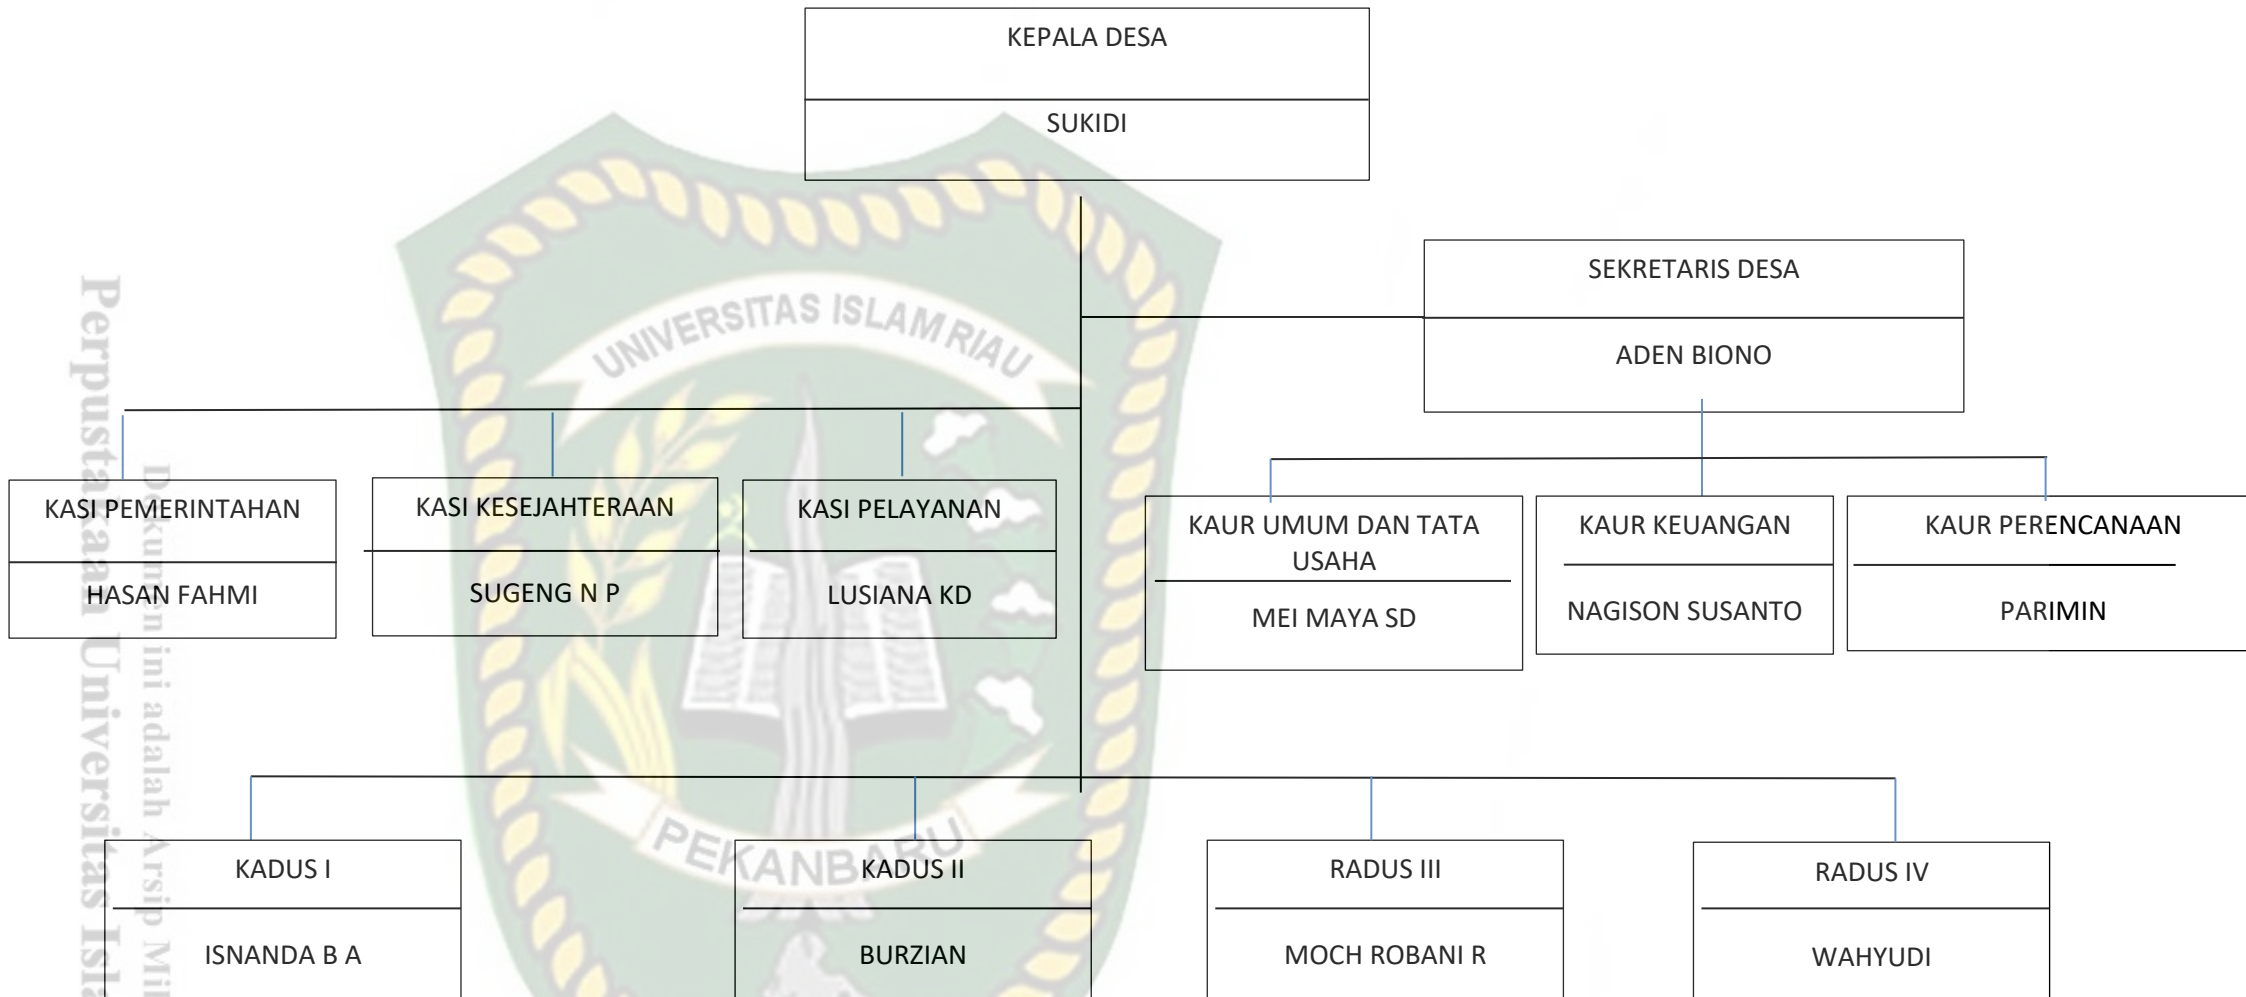 KEPALA DESA
SUKIDI
SEKRETARIS DESA
ADEN BIONO
KASI PEMERINTAHAN
HASAN FAHMI
KASI KESEJAHTERAAN
SUGENG N P
KASI PELAYANAN
LUSIANA KD
KAUR UMUM DAN TATA
USAHA
MEI MAYA SD
KAUR KEUANGAN
NAGISON SUSANTO
KAUR PERENCANAAN
PARIMIN
KADUS I
ISNANDA B A
KADUS II
BURZIAN
RADUS III
MOCH ROBANI R
RADUS IV
WAHYUDI
UNIVERSITAS ISLAM RIAU
PEKANBARU
Perpustakaan Universitas Isla
Dokumen ini adalah Arsip Mil